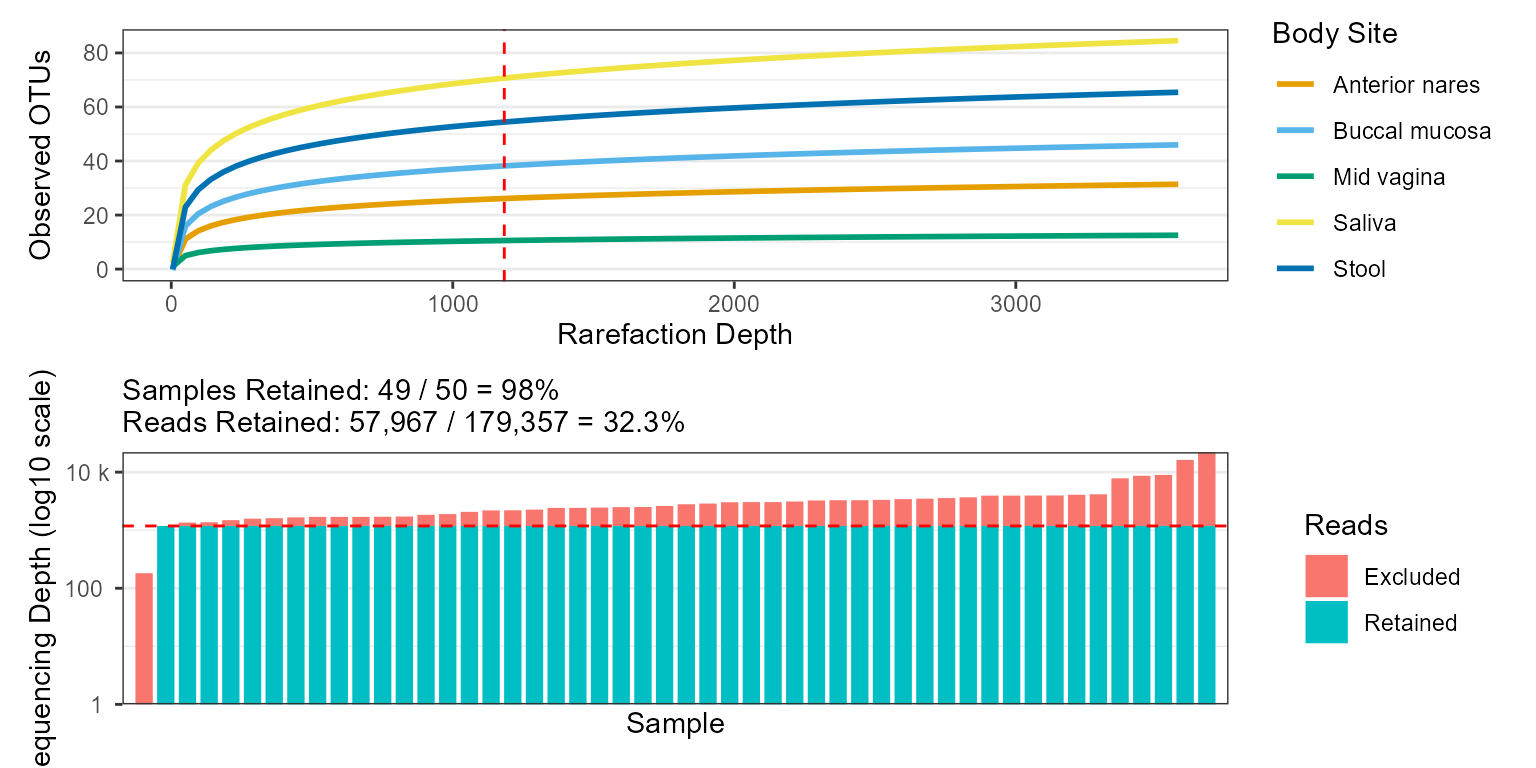 Observed OTUs
80
60
40
20
0
0
1000
2000
3000
Rarefaction Depth
Body Site
Anterior nares
Buccal mucosa
Mid vagina
Saliva
Stool
Samples Retained: 49 / 50 = 98%
Reads Retained: 57,967 / 179,357 = 32.3%
equencing Depth (log10 scale)
10 k
100
1
Sample
Reads
Excluded
Retained